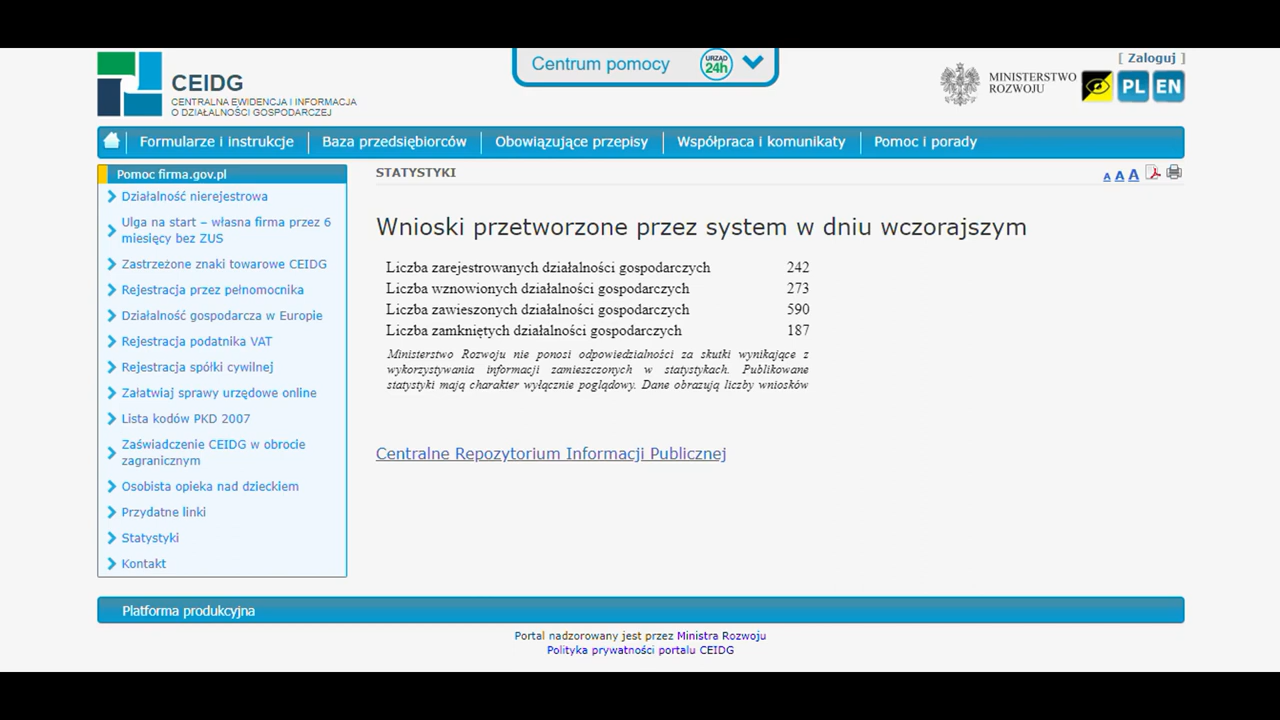 CEIDG
CENTRALNA EWIDENCJA I INFORMACJA
O DZIAŁALNOŚCI GOSPODARCZEJ
Centrum pomocy
URZĄD
24h
[ Zaloguj ]
MINISTERSTWO
ROZWOJU
PL
EN
Formularze i instrukcje
Baza przedsiębiorców
Obowiązujące przepisy
Współpraca i komunikaty
Pomoc i porady
Pomoc firma.gov.pl
Działalność nierejestrowa
Ulga na start – własna firma przez 6
miesięcy bez ZUS
Zastrzeżone znaki towarowe CEIDG
Rejestracja przez pełnomocnika
Działalność gospodarcza w Europie
Rejestracja podatnika VAT
Rejestracja spółki cywilnej
Załatwiaj sprawy urzędowe online
Lista kodów PKD 2007
Zaświadczenie CEIDG w obrocie
zagranicznym
Osobista opieka nad dzieckiem
Przydatne linki
Statystyki
Kontakt
STATYSTYKI
A A A
Wnioski przetworzone przez system w dniu wczorajszym
Liczba zarejestrowanych działalności gospodarczych 242
Liczba wznowionych działalności gospodarczych 273
Liczba zawieszonych działalności gospodarczych 590
Liczba zamkniętych działalności gospodarczych 187
Ministerstwo Rozwoju nie ponosi odpowiedzialności za skutki wynikające z
wykorzystywania informacji zamieszczonych w statystykach. Publikowane
statystyki mają charakter wyłącznie poglądowy. Dane obrazują liczby wniosków
Centralne Repozytorium Informacji Publicznej
Platforma produkcyjna
Portal nadzorowany jest przez Ministra Rozwoju
Polityka prywatności portalu CEIDG